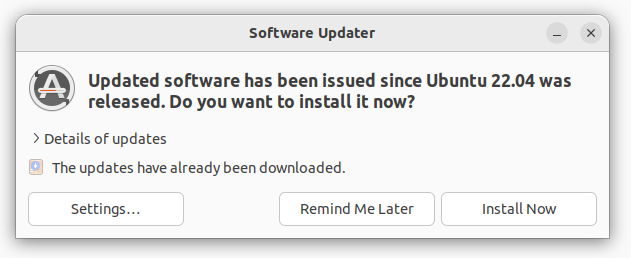 Software Updater
Updated software has been issued since Ubuntu 22.04 was
released. Do you want to install it now?
Details of updates
The updates have already been downloaded.
Settings…
Remind Me Later
Install Now